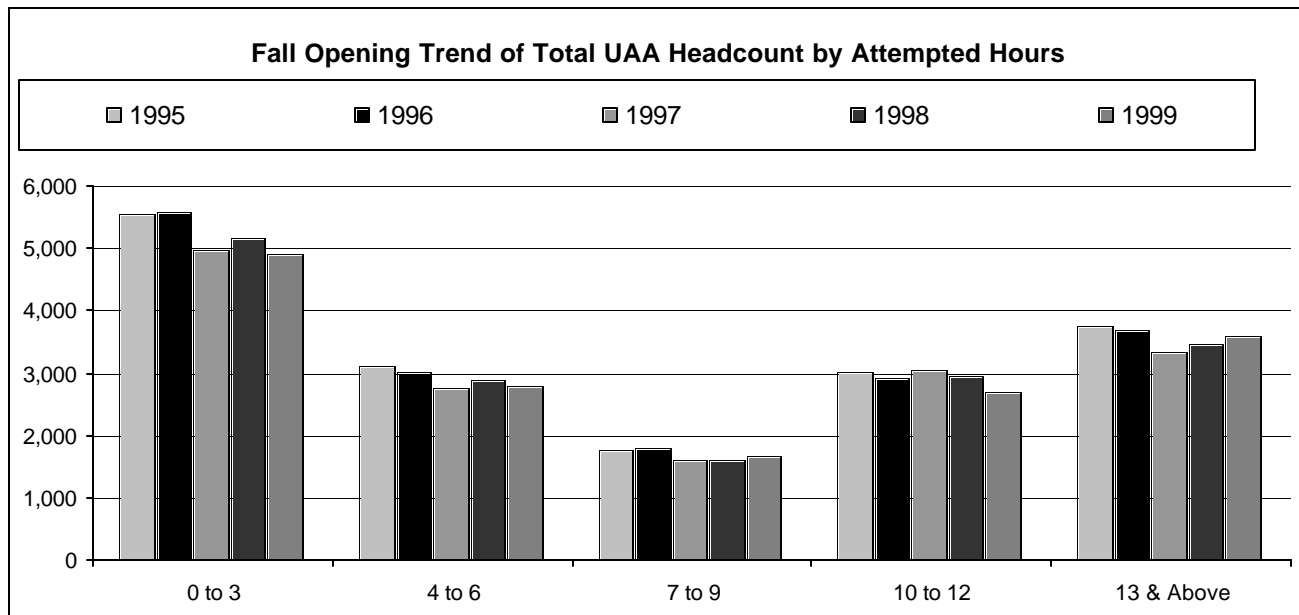 Fall Opening Trend of Total UAA Headcount by Attempted Hours
1995 1996 1997 1998 1999
6,000
5,000
4,000
3,000
2,000
1,000
0
0 to 3 4 to 6 7 to 9 10 to 12 13 & Above